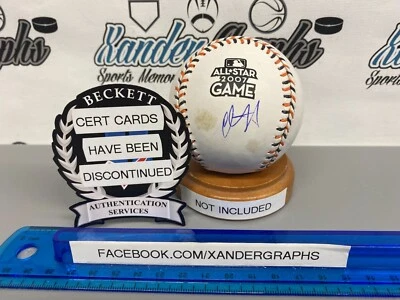 XanderGraphs
Sports Memor
BECKETT
CERT CARDS
HAVE BEEN
DISCONTINUED
AUTHENTICATION
SERVICES
ALL-STAR
2007
GAME
NOT INCLUDED
FACEBOOK.COM/XANDERGRAPHS